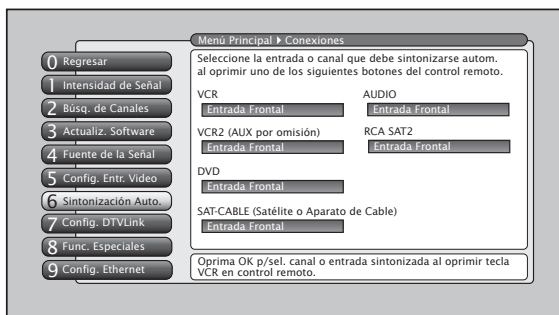 Menú Principal ▶ Conexiones
0 Regresar
1 Intensidad de Señal
2 Búsq. de Canales
3 Actualiz. Software
4 Fuente de la Señal
5 Config. Entr. Video
6 Sintonización Auto.
7 Config. DTVLink
8 Func. Especiales
9 Config. Ethernet
Seleccione la entrada o canal que debe sintonizarse autom.
al oprimir uno de los siguientes botones del control remoto.
VCR
Entrada Frontal
AUDIO
Entrada Frontal
VCR2 (AUX por omisión)
Entrada Frontal
RCA SAT2
Entrada Frontal
DVD
Entrada Frontal
SAT-CABLE (Satélite o Aparato de Cable)
Entrada Frontal
Oprima OK p/sel. canal o entrada sintonizada al oprimir tecla
VCR en control remoto.